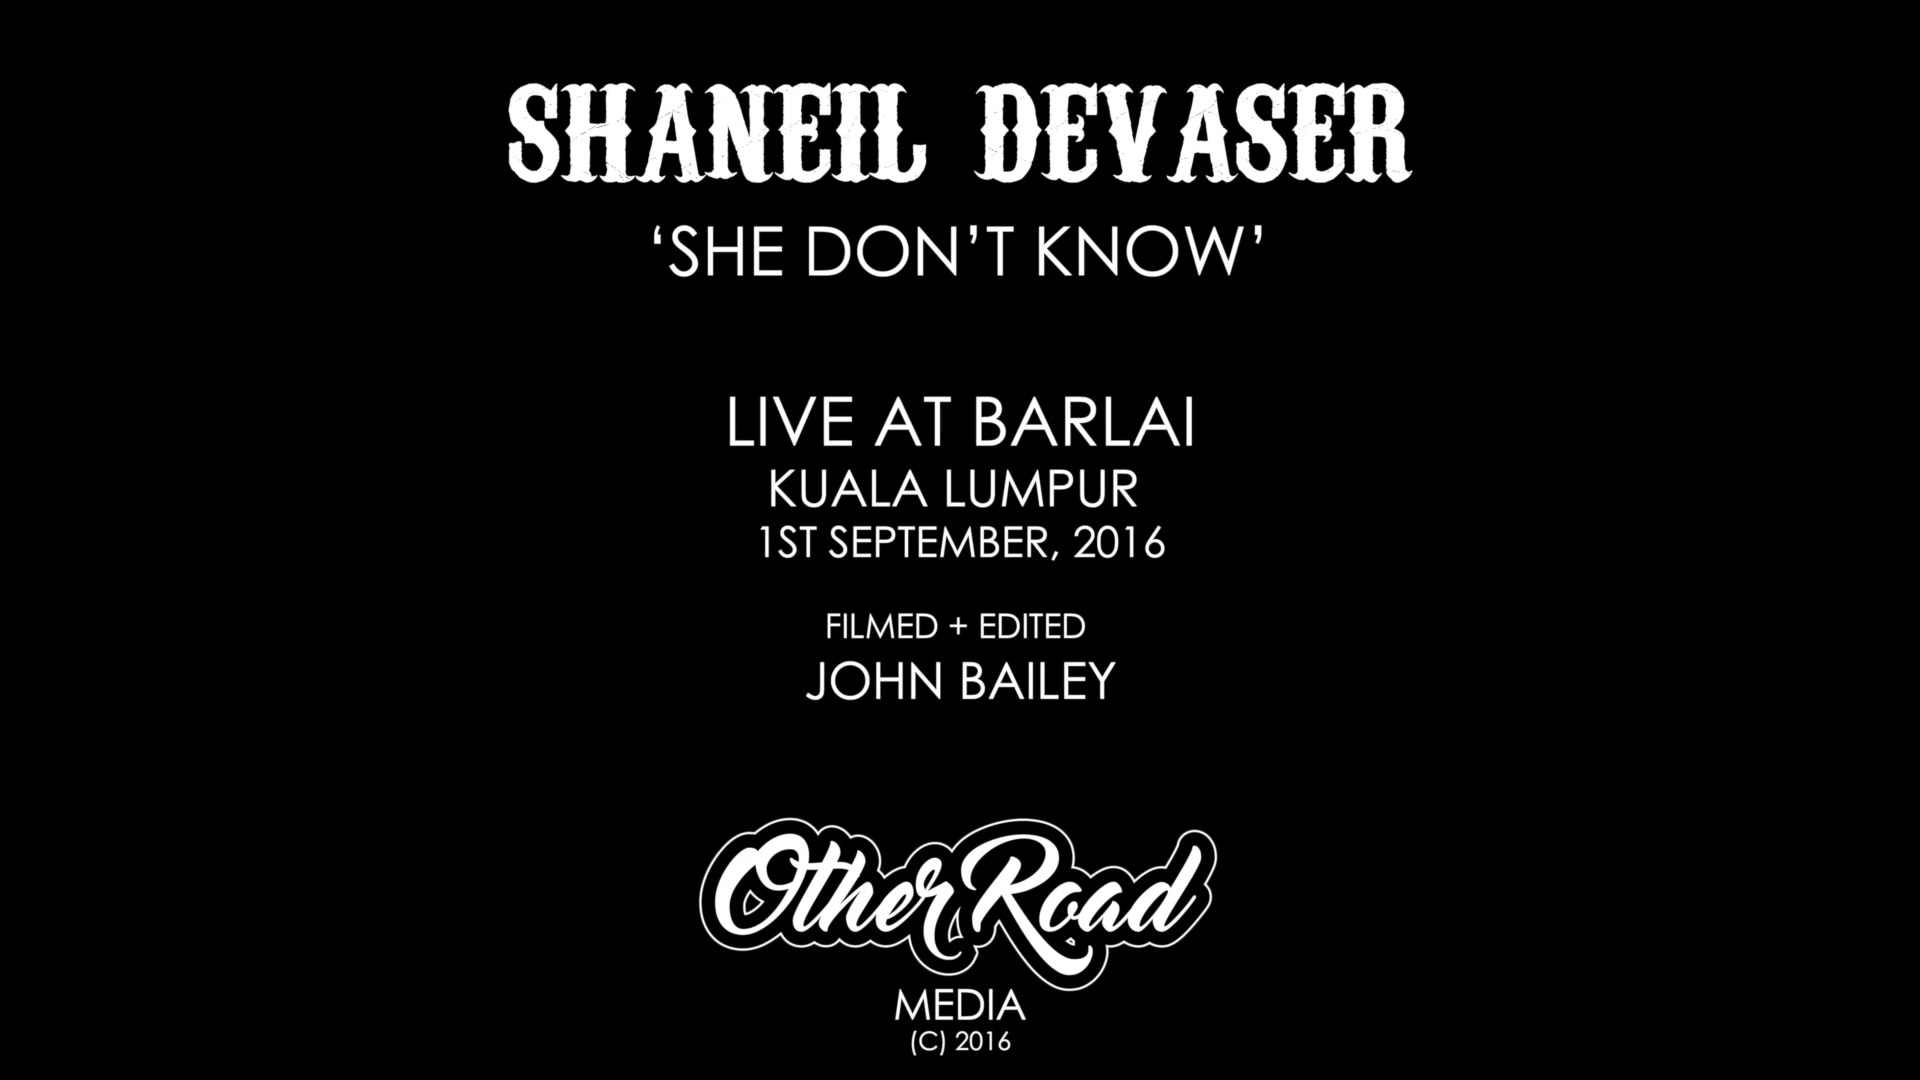 SHANEIL DEVASER
‘SHE DON’T KNOW’
LIVE AT BARLAI
KUALA LUMPUR
1ST SEPTEMBER, 2016
FILMED + EDITED
JOHN BAILEY
Other Road
MEDIA
(C) 2016